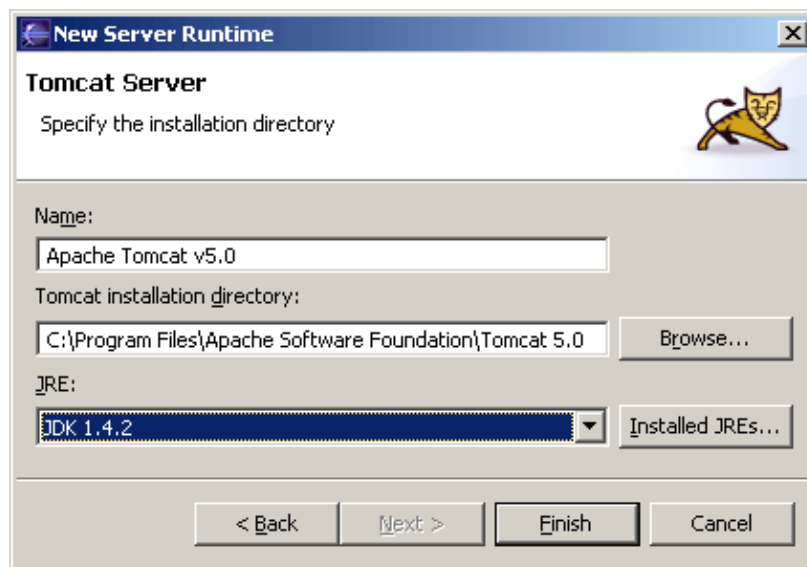 New Server Runtime
Tomcat Server
Specify the installation directory
Name:
Apache Tomcat v5.0
Tomcat installation directory:
C:\Program Files\Apache Software Foundation\Tomcat 5.0
Browse...
JRE:
JDK 1.4.2
Installed JREs...
< Back
Next >
Finish
Cancel